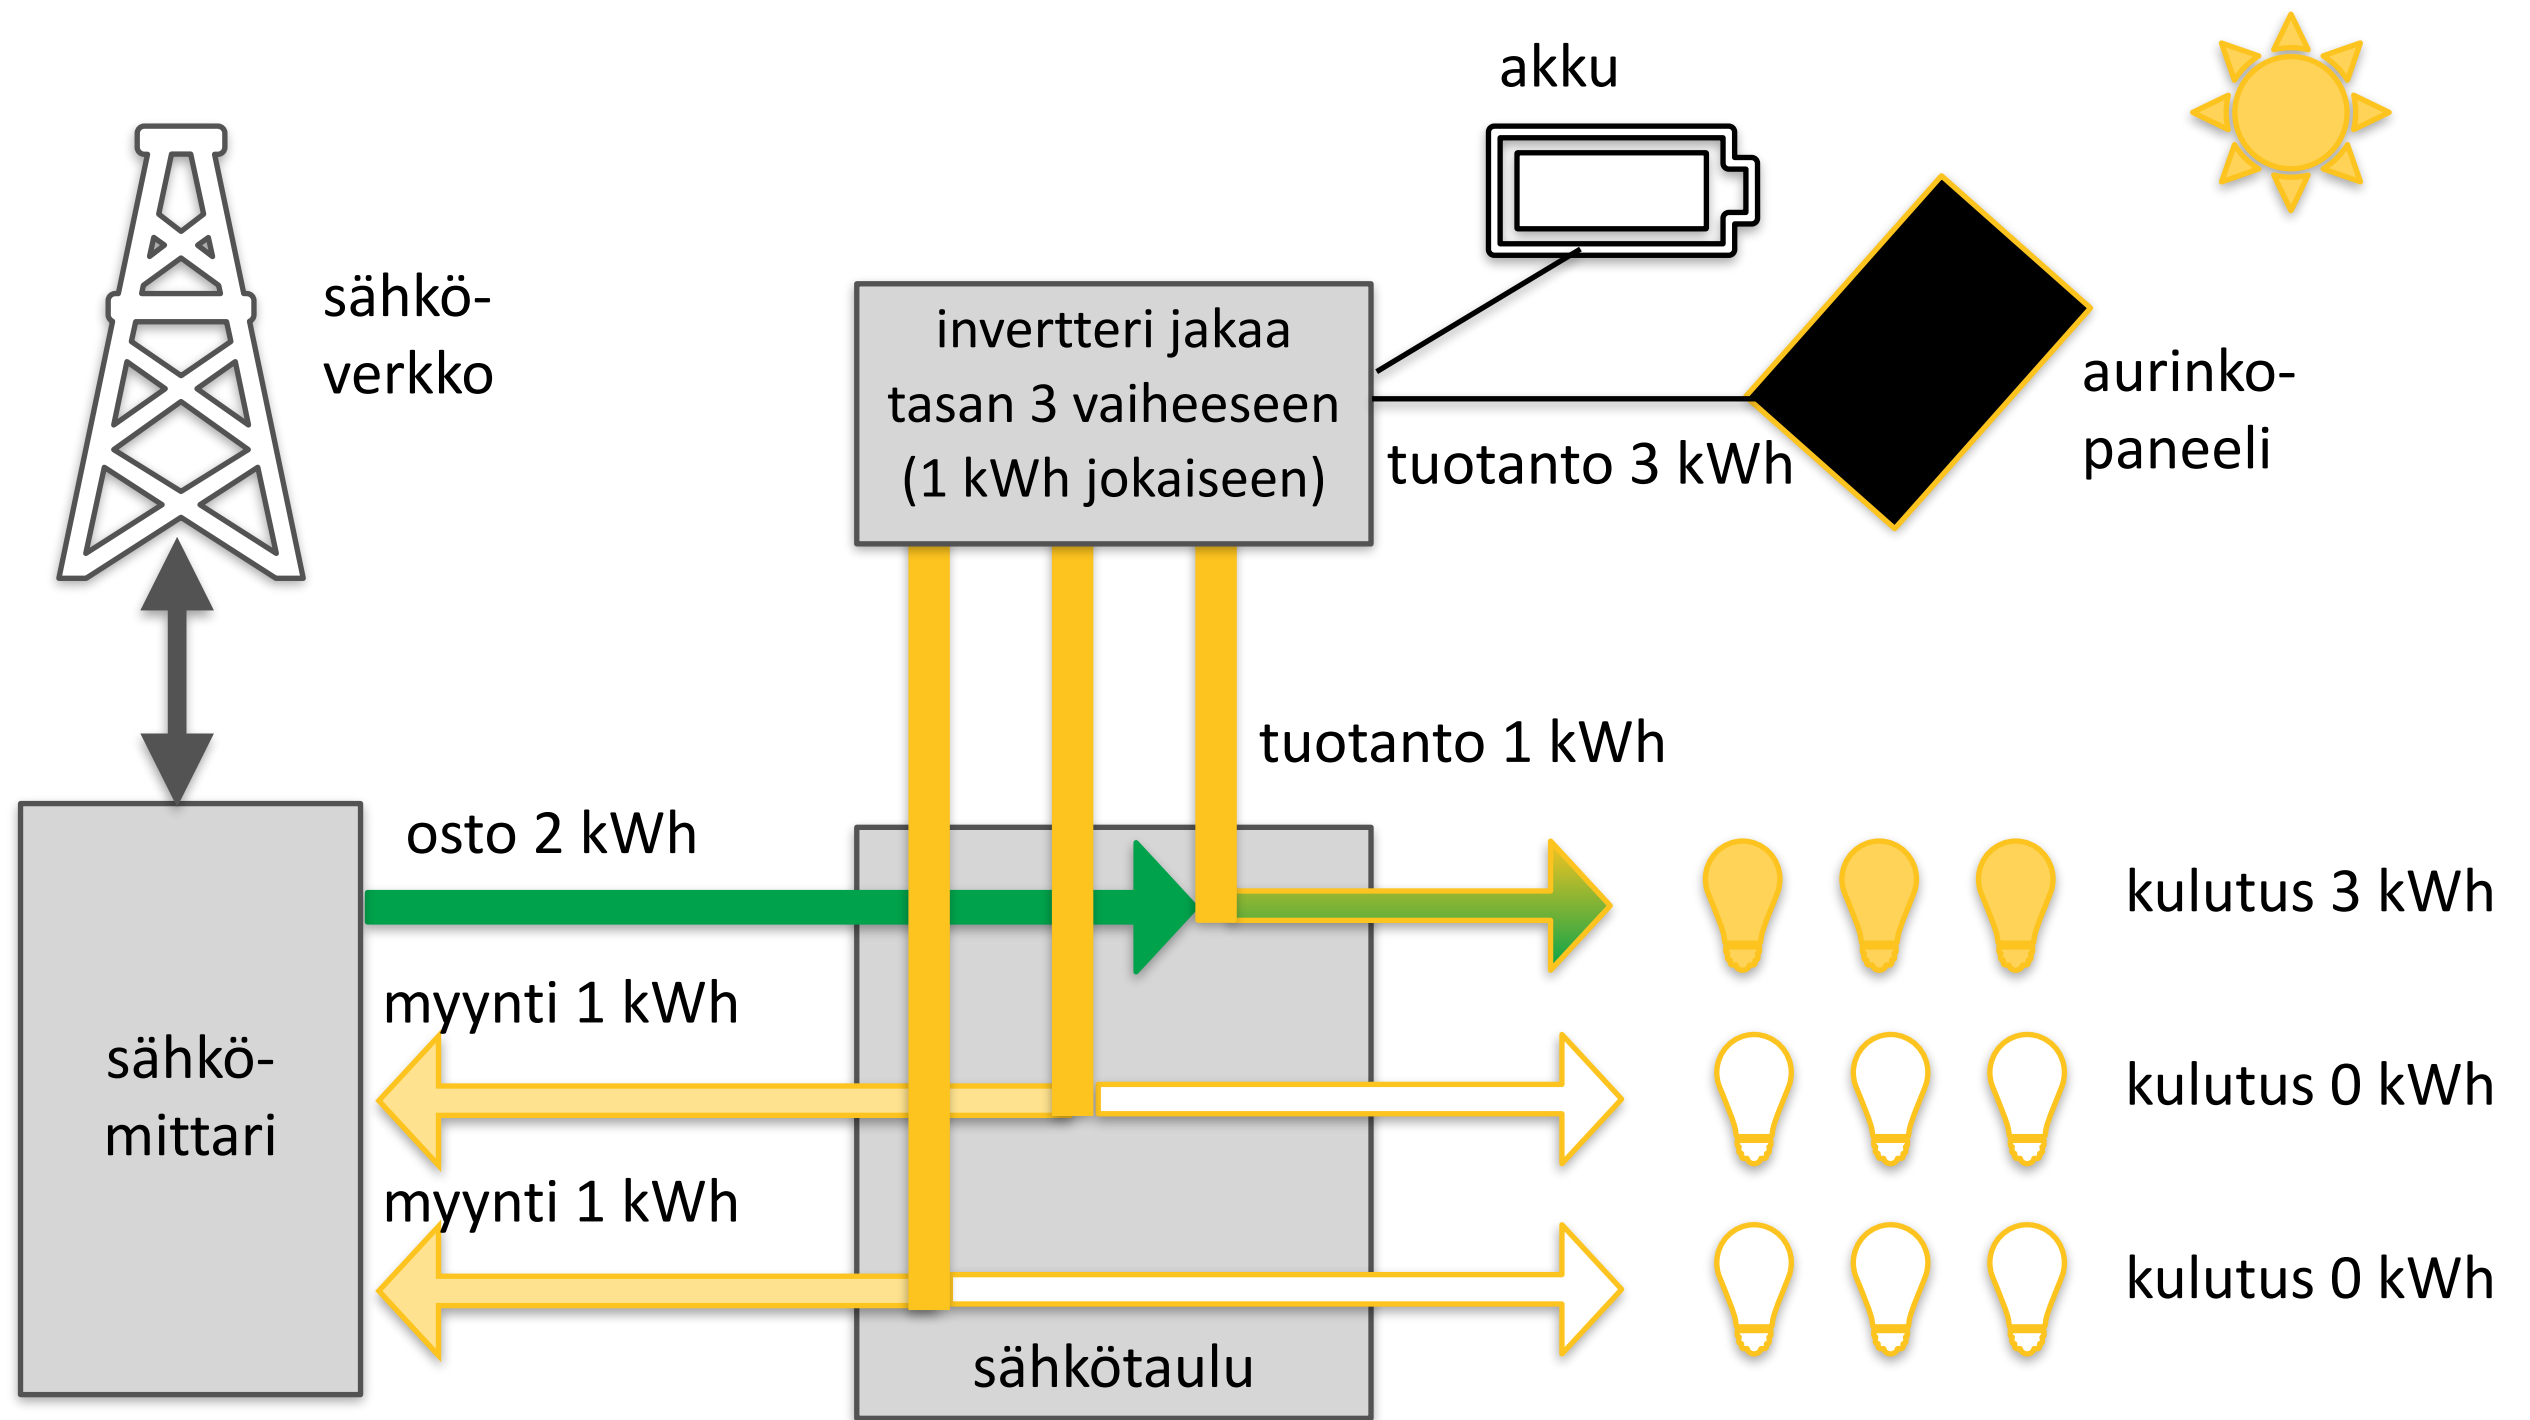 akku
sähkö-
verkko
invertteri jakaa
tasan 3 vaiheeseen
(1 kWh jokaiseen)
aurinko-
paneeli
tuotanto 3 kWh
tuotanto 1 kWh
osto 2 kWh
kulutus 3 kWh
myynti 1 kWh
sähkö-
mittari
kulutus 0 kWh
myynti 1 kWh
kulutus 0 kWh
sähkötaulu